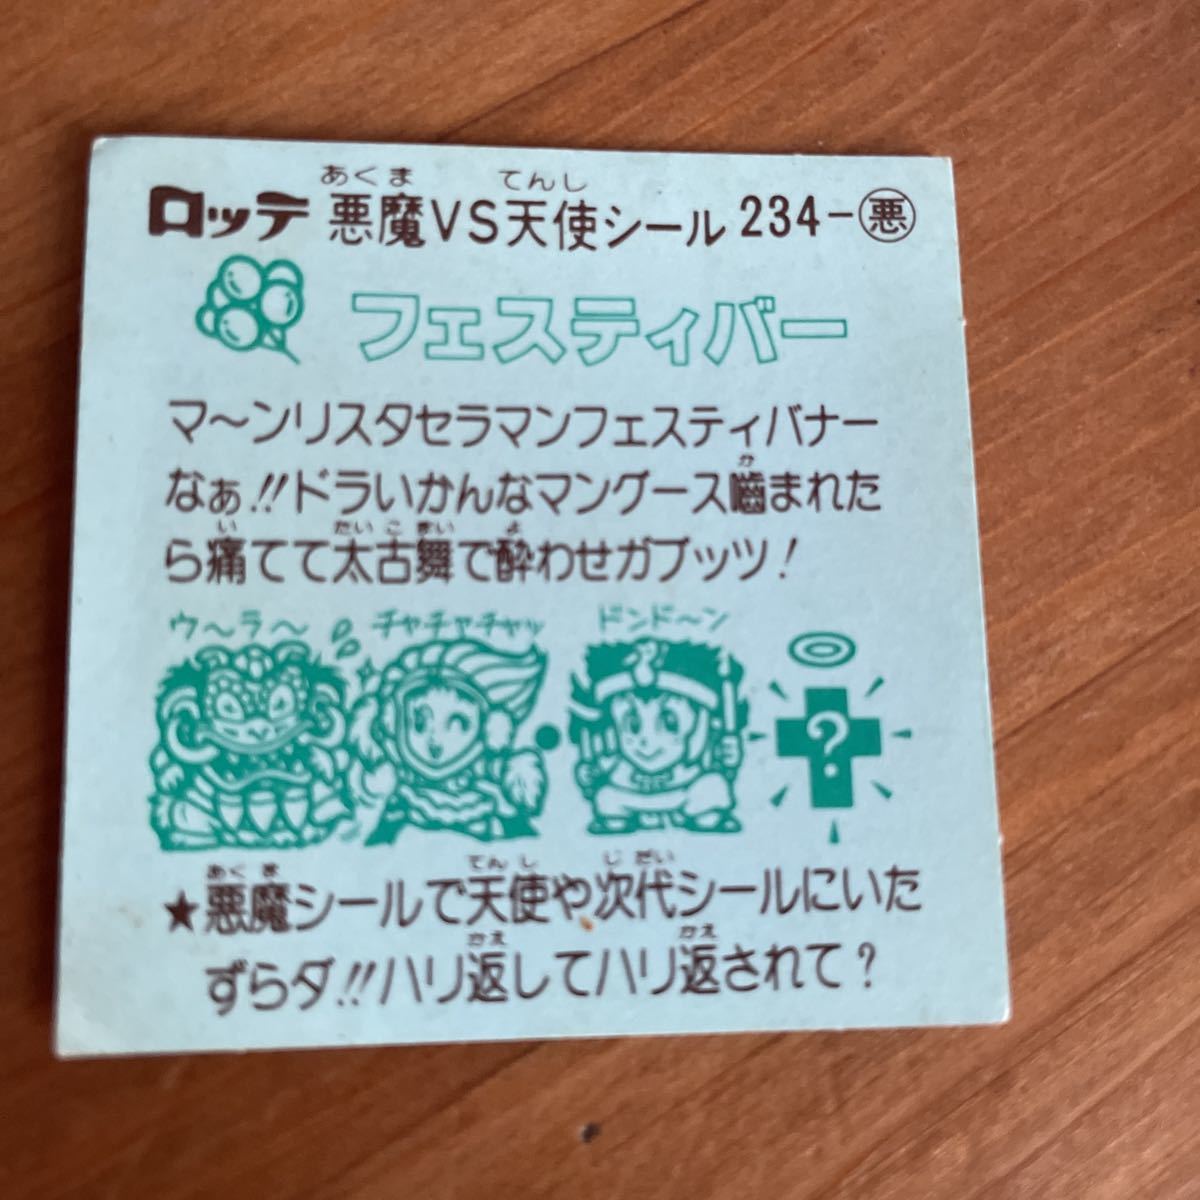 ロッテ 悪魔VS天使シール 234-悪
あくま てんし
フェスティバー
マ〜ンリスタセラマンフェスティバナー
なぁ!!ドラいかんなマングース嚙まれた
か
ら痛てて太古舞で酔わせガブッツ!
い たいこまい よ
ウ〜ラ〜 チャチャチャッ ドンド〜ン
?
★悪魔シールで天使や次代シールにいた
あくま てんし じだい
ずらダ!!ハリ返してハリ返されて?
かえ かえ